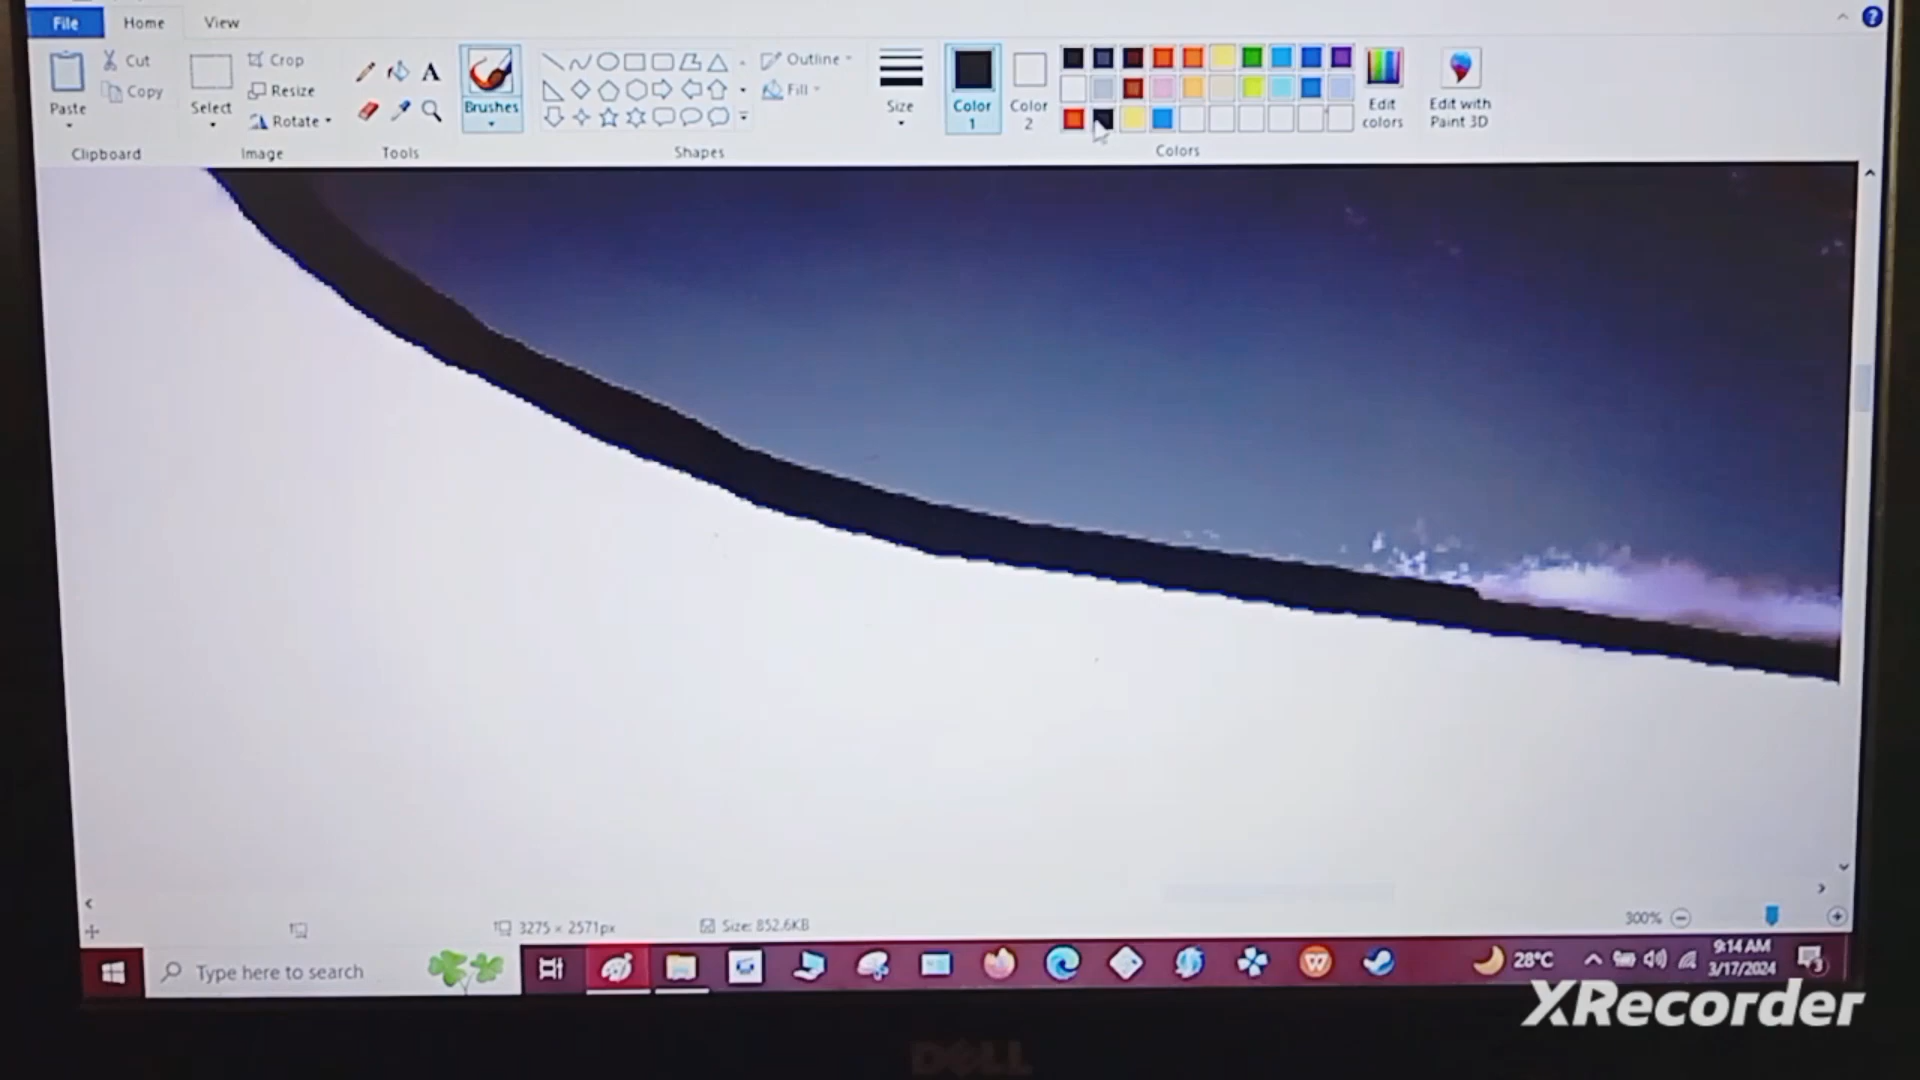 File Home View
Cut
Copy
Paste
Clipboard
Select
Crop
Resize
Rotate
Image
A
Tools
Brushes
Outline
Fill
Shapes
Size
Color
1
Color
2
Edit
colors
Edit with
Paint 3D
Colors
3275 × 2571px
Size: 852.6KB
300%
Type here to search
W
28°C
9:14 AM
3/17/2024
3
XRecorder
DELL